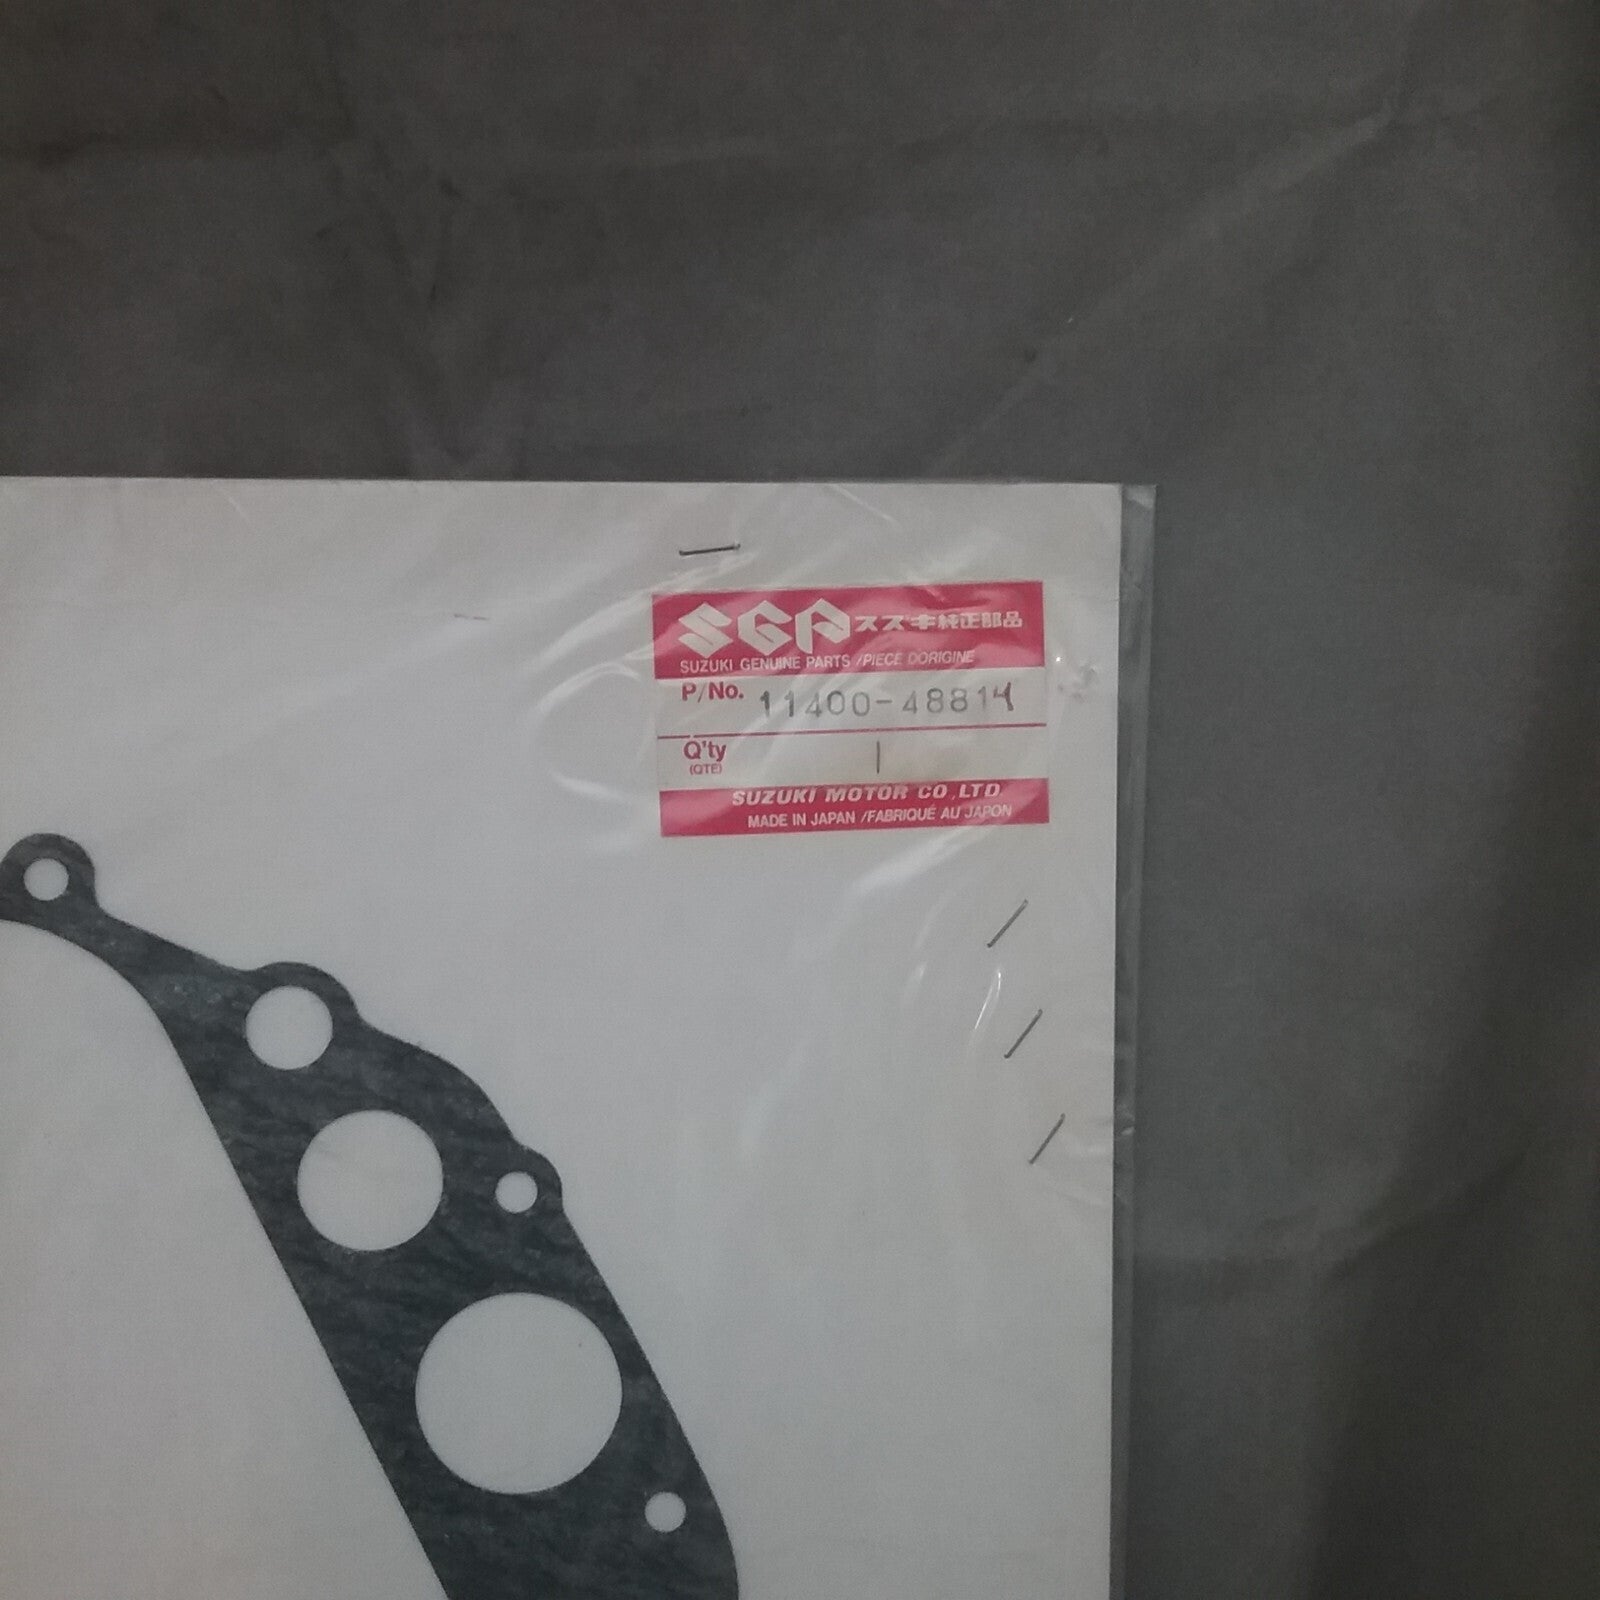 SGP スズキ純正部品
SUZUKI GENUINE PARTS /PIECE DORIGINE
P/No. 11400-48814
Q'ty 1
(QTE)
SUZUKI MOTOR CO.,LTD.
MADE IN JAPAN /FABRIQUÉ AU JAPON